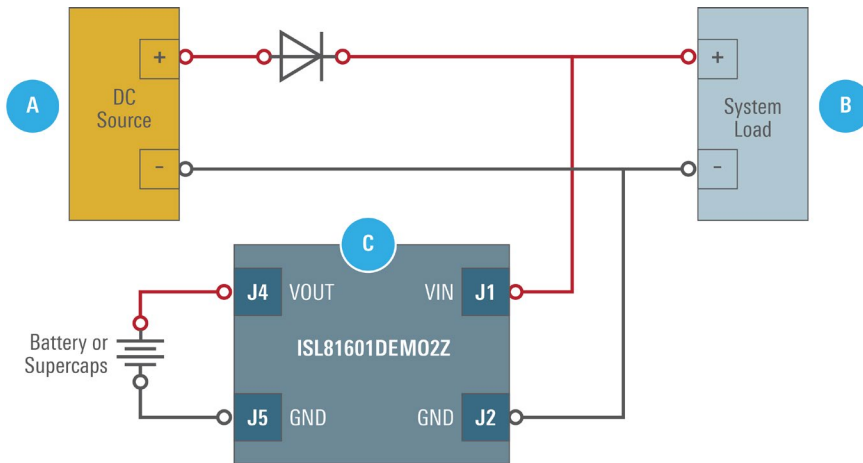 +
DC
Source
-
A
+
System
Load
-
B
C
J4 VOUT
VIN J1
ISL81601DEMO2Z
J5 GND
GND J2
Battery or
Supercaps